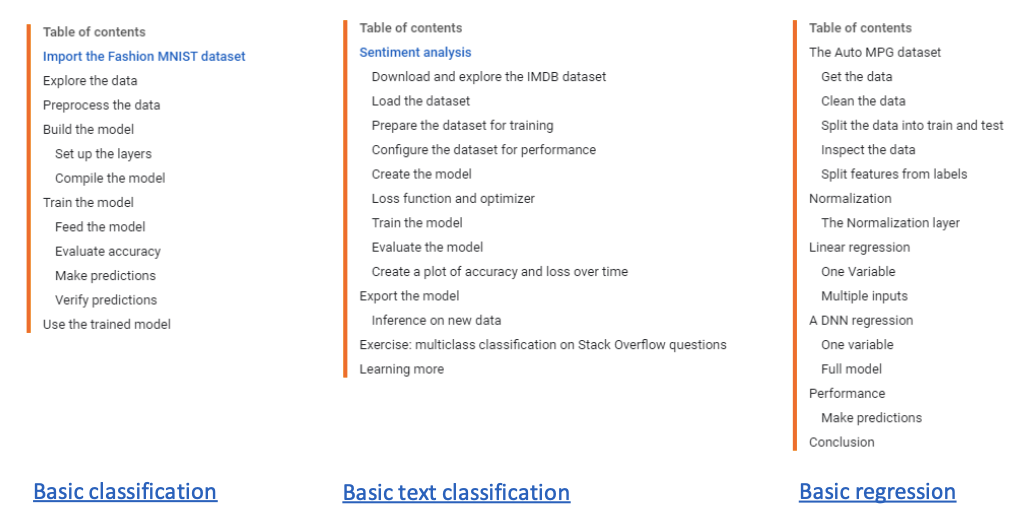 Table of contents
Import the Fashion MNIST dataset
Explore the data
Preprocess the data
Build the model
Set up the layers
Compile the model
Train the model
Feed the model
Evaluate accuracy
Make predictions
Verify predictions
Use the trained model
Basic classification
Table of contents
Sentiment analysis
Download and explore the IMDB dataset
Load the dataset
Prepare the dataset for training
Configure the dataset for performance
Create the model
Loss function and optimizer
Train the model
Evaluate the model
Create a plot of accuracy and loss over time
Export the model
Inference on new data
Exercise: multiclass classification on Stack Overflow questions
Learning more
Basic text classification
Table of contents
The Auto MPG dataset
Get the data
Clean the data
Split the data into train and test
Inspect the data
Split features from labels
Normalization
The Normalization layer
Linear regression
One Variable
Multiple inputs
A DNN regression
One variable
Full model
Performance
Make predictions
Conclusion
Basic regression